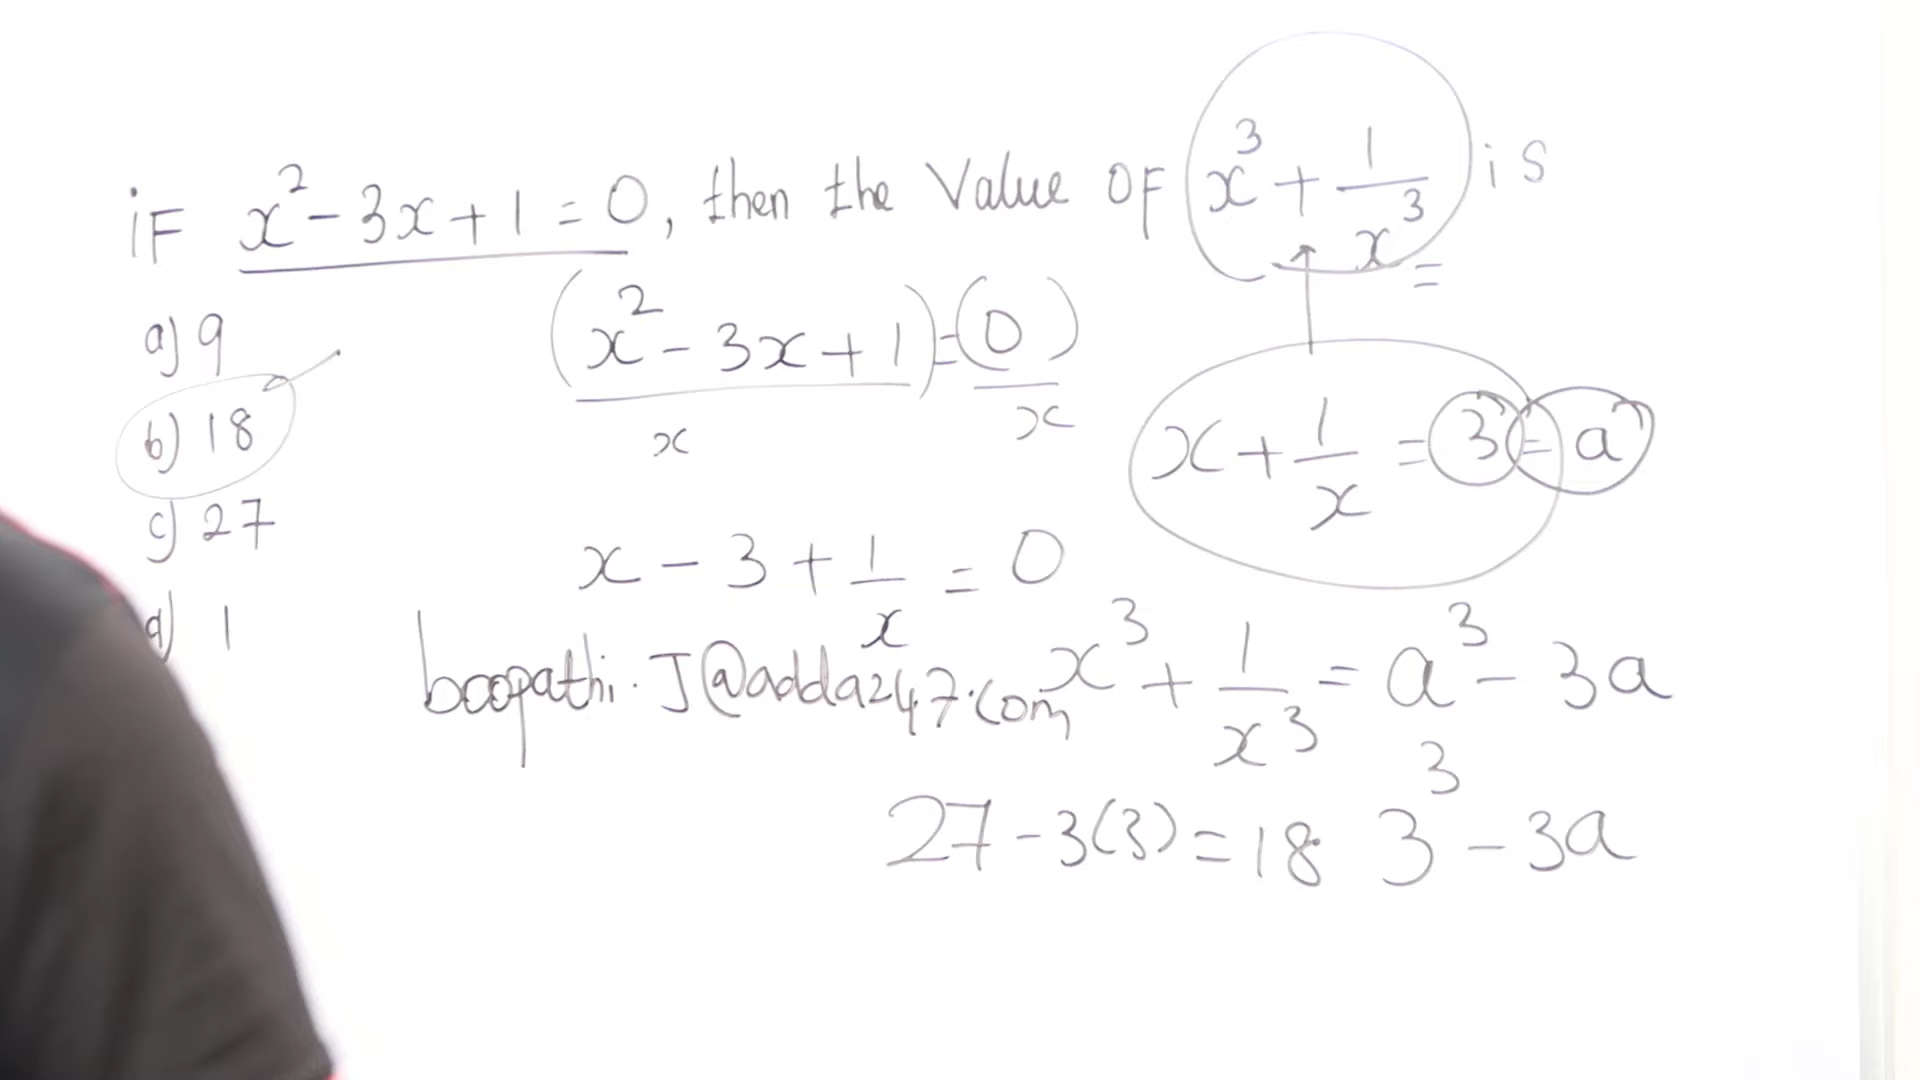 iF x² - 3x + 1 = 0, then the Value OF x³ + 1/x³ is
a) 9
b) 18
c) 27
d) 1
(x² - 3x + 1)/x = (0)/x
x + 1/x = 3 = a
x - 3 + 1/x = 0
boopathi.J@adda247.com
x³ + 1/x³ = a³ - 3a
3³ - 3a
27 - 3(3) = 18